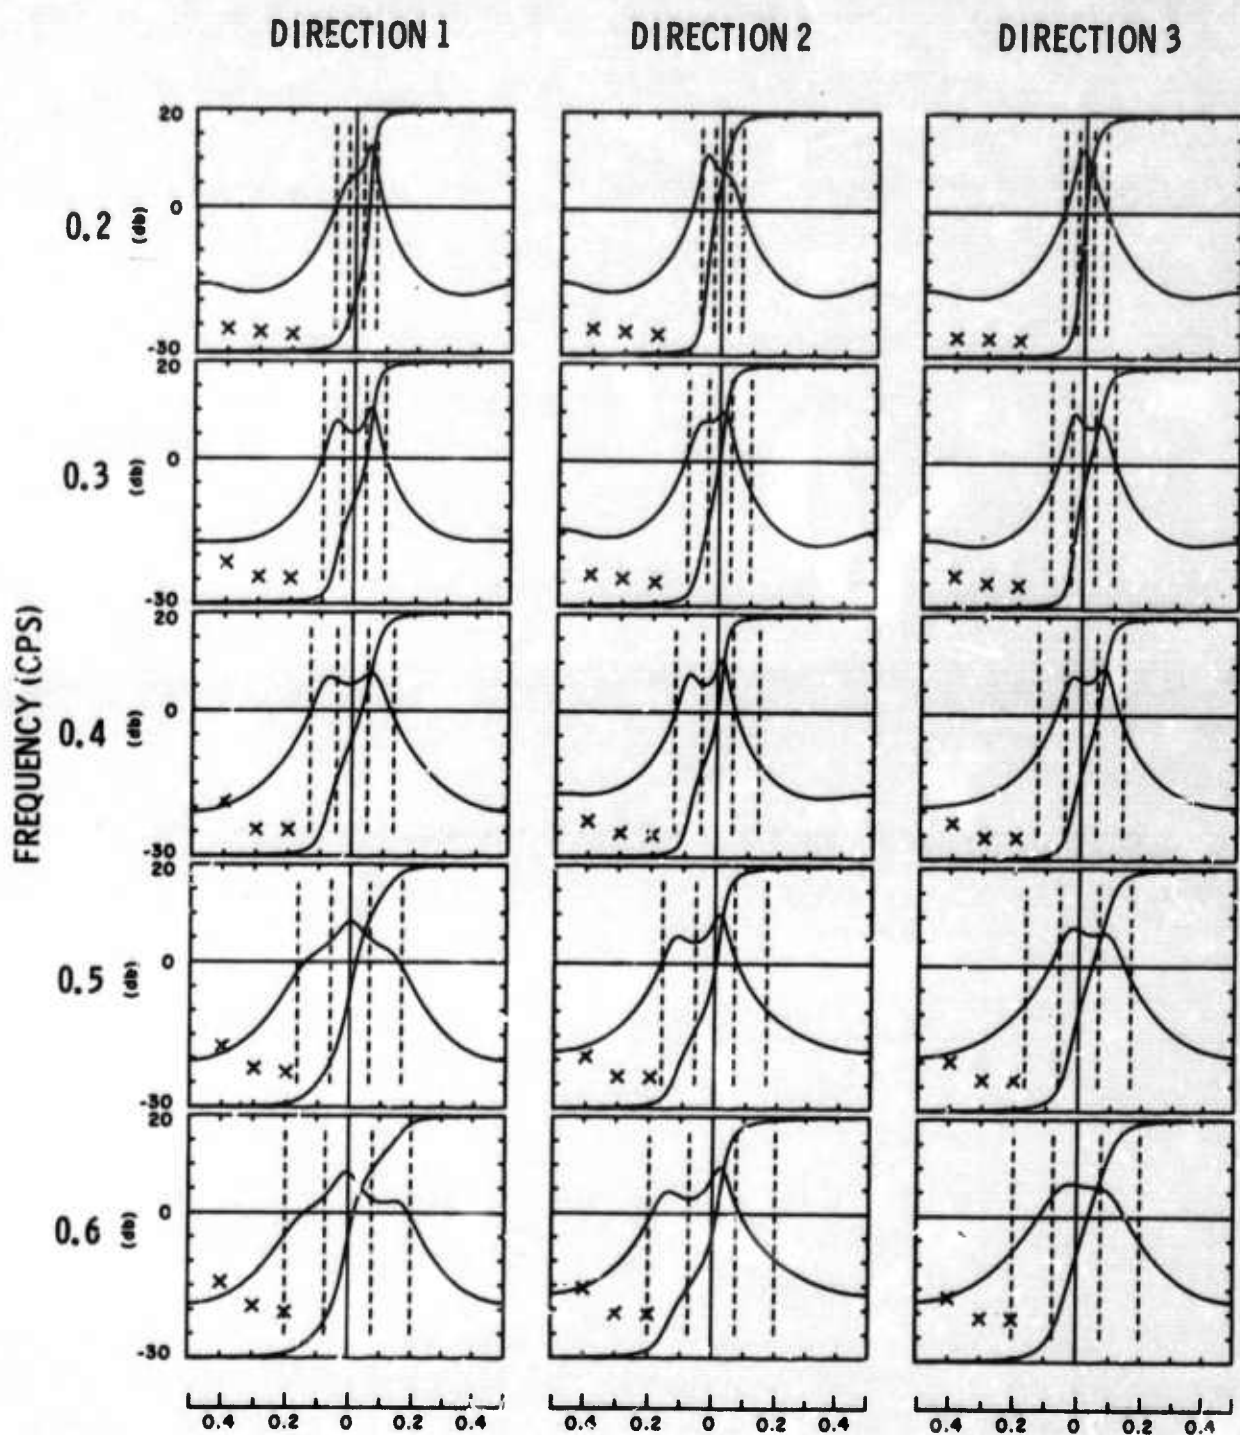 DIRECTION 1 DIRECTION 2 DIRECTION 3
20
0.2 (db) 0
-30
20
0.3 (db) 0
-30
20
0.4 (db) 0
-30
20
0.5 (db) 0
-30
20
0.6 (db) 0
-30
FREQUENCY (CPS)
0.4 0.2 0 0.2 0.4 0.4 0.2 0 0.2 0.4 0.4 0.2 0 0.2 0.4